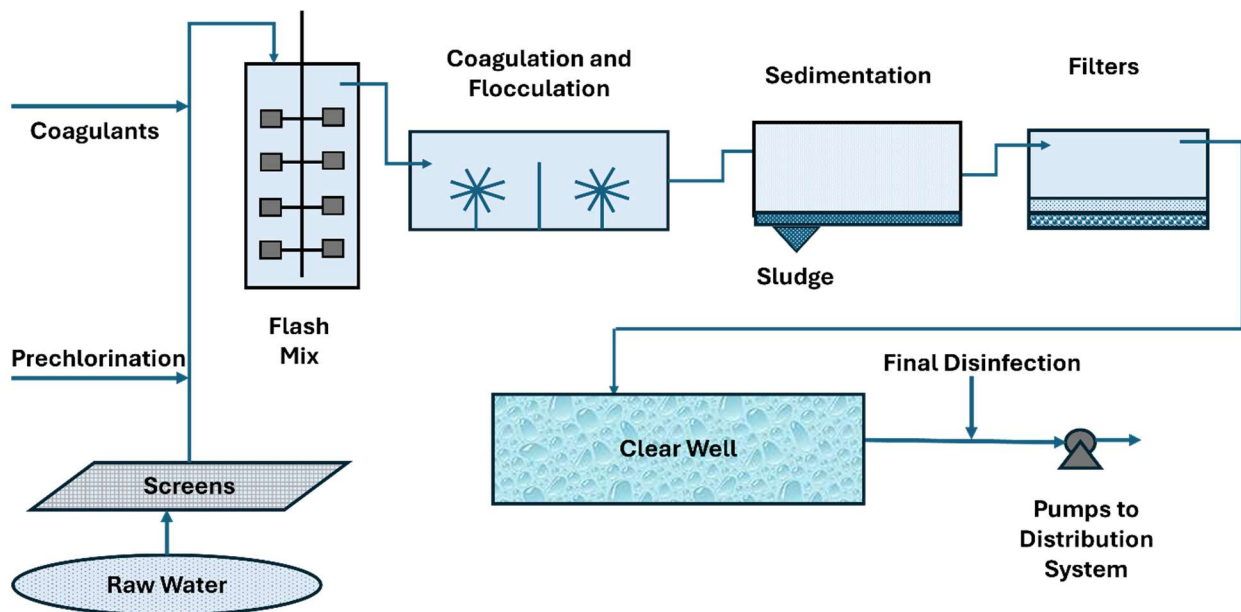 Coagulants
Prechlorination
Screens
Raw Water
Flash
Mix
Coagulation and
Flocculation
Sedimentation
Sludge
Filters
Clear Well
Final Disinfection
Pumps to
Distribution
System